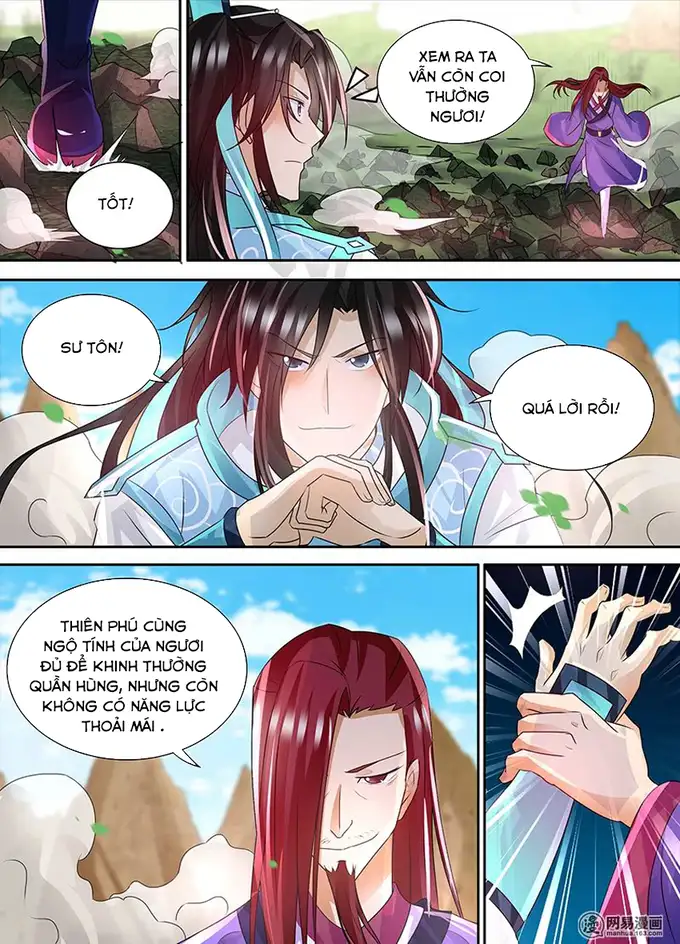 TỐT!
XEM RA TA
VẪN CÒN COI
THƯỜNG
NGƯƠI!
SƯ TÔN!
QUÁ LỜI RỒI!
THIÊN PHÚ CÙNG
NGỘ TÍNH CỦA NGƯƠI
ĐỦ ĐỂ KHINH THƯỜNG
QUẦN HÙNG, NHƯNG CÒN
KHÔNG CÓ NĂNG LỰC
THOẢI MÁI .
网易漫画
manhua.163.com